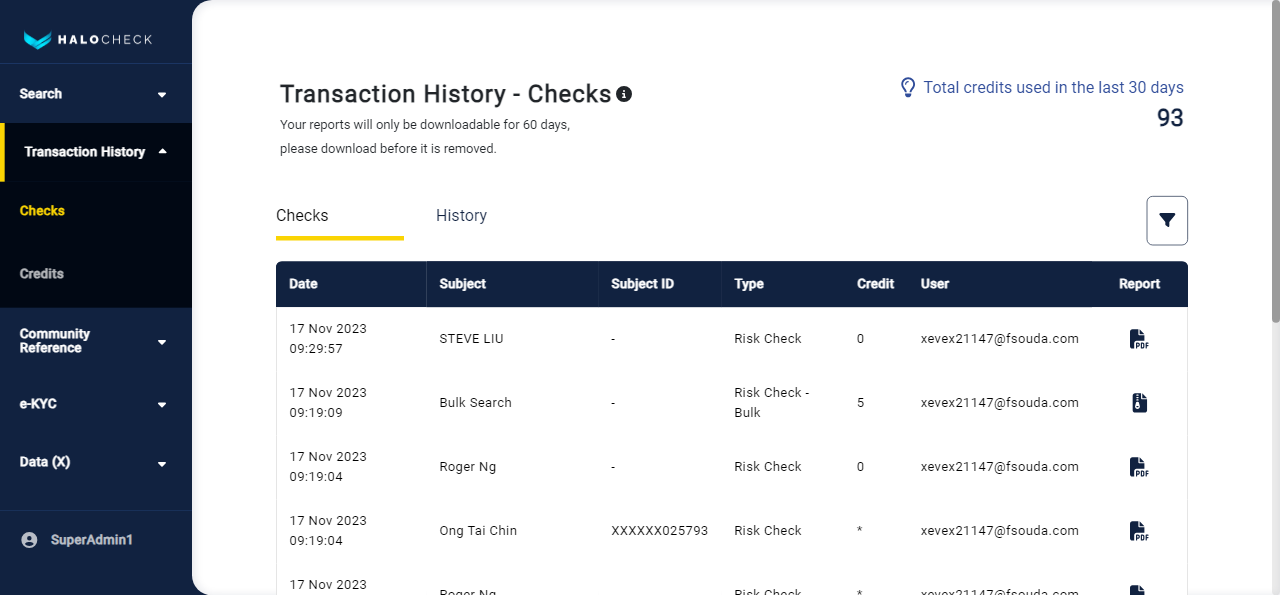 HALOCHECK
Search
Transaction History
Checks
Credits
Community
Reference
e-KYC
Data (X)
SuperAdmin1
Transaction History - Checks
Your reports will only be downloadable for 60 days,
please download before it is removed.
Total credits used in the last 30 days
93
Checks History
Date Subject Subject ID Type Credit User Report
17 Nov 2023
09:29:57 STEVE LIU - Risk Check 0 xevex21147@fsouda.com PDF
17 Nov 2023
09:19:09 Bulk Search - Risk Check -
Bulk 5 xevex21147@fsouda.com
17 Nov 2023
09:19:04 Roger Ng - Risk Check 0 xevex21147@fsouda.com PDF
17 Nov 2023
09:19:04 Ong Tai Chin XXXXXX025793 Risk Check * xevex21147@fsouda.com PDF
17 Nov 2023
Roger Ng Risk Check * xevex21147@fsouda.com